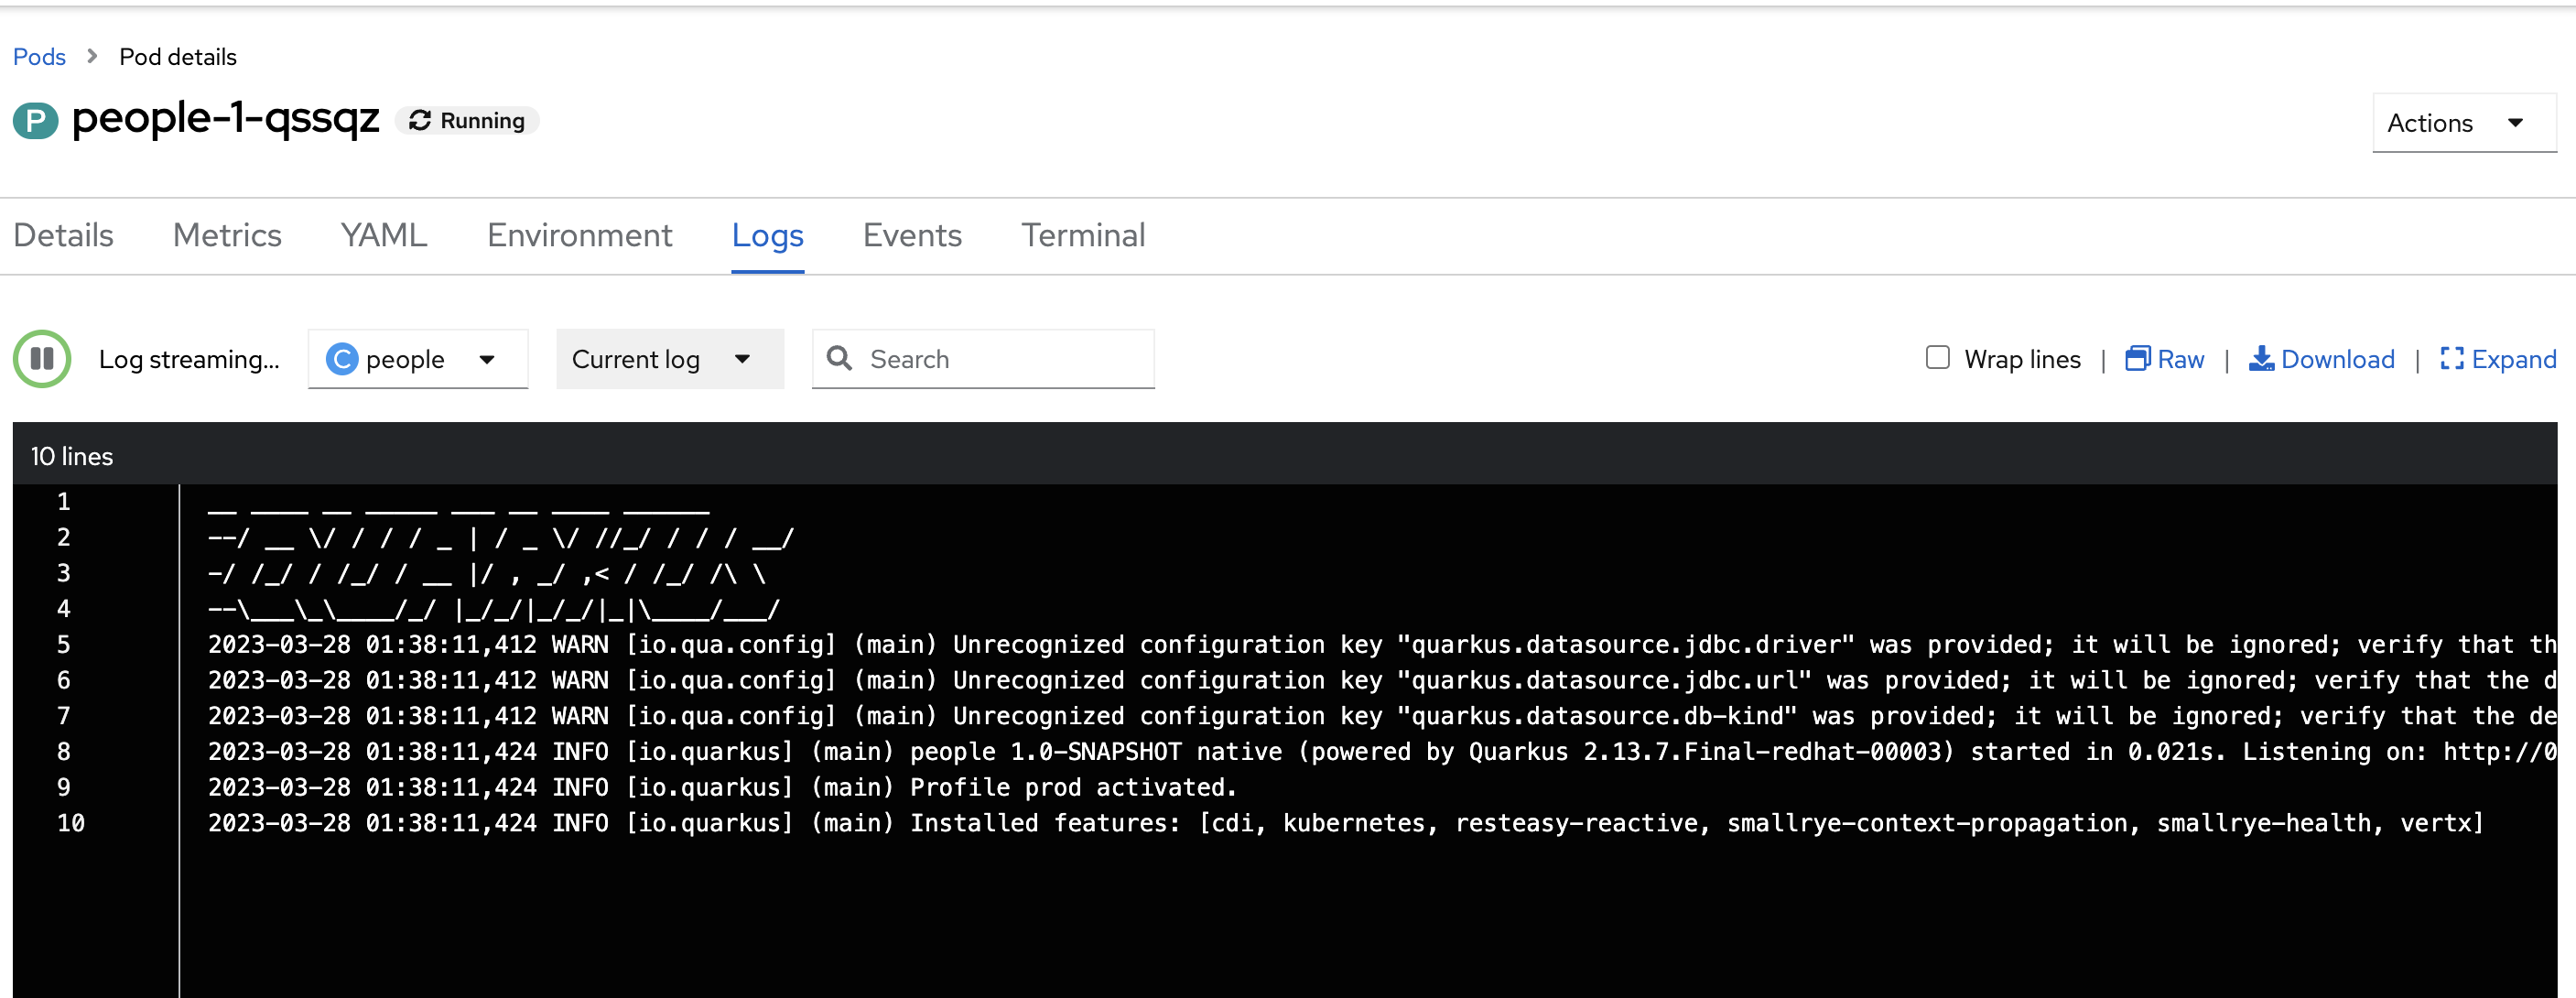 Pods > Pod details
P people-1-qssqz Running
Actions
Details Metrics YAML Environment Logs Events Terminal
Log streaming... C people Current log Search Wrap lines | Raw | Download | Expand
10 lines
1 __ ____ __ _____ ___ __ ____ ______
2 --/ __ \/ / / / _ | / _ \/ //_/ / / / __/
3 -/ /_/ / /_/ / __ |/ , _/ ,< / /_/ /\ \
4 --\___\_\____/_/ |_/_/|_/_/|_|\____/___/
5 2023-03-28 01:38:11,412 WARN [io.qua.config] (main) Unrecognized configuration key "quarkus.datasource.jdbc.driver" was provided; it will be ignored; verify that th
6 2023-03-28 01:38:11,412 WARN [io.qua.config] (main) Unrecognized configuration key "quarkus.datasource.jdbc.url" was provided; it will be ignored; verify that the d
7 2023-03-28 01:38:11,412 WARN [io.qua.config] (main) Unrecognized configuration key "quarkus.datasource.db-kind" was provided; it will be ignored; verify that the de
8 2023-03-28 01:38:11,424 INFO [io.quarkus] (main) people 1.0-SNAPSHOT native (powered by Quarkus 2.13.7.Final-redhat-00003) started in 0.021s. Listening on: http://0
9 2023-03-28 01:38:11,424 INFO [io.quarkus] (main) Profile prod activated.
10 2023-03-28 01:38:11,424 INFO [io.quarkus] (main) Installed features: [cdi, kubernetes, resteasy-reactive, smallrye-context-propagation, smallrye-health, vertx]